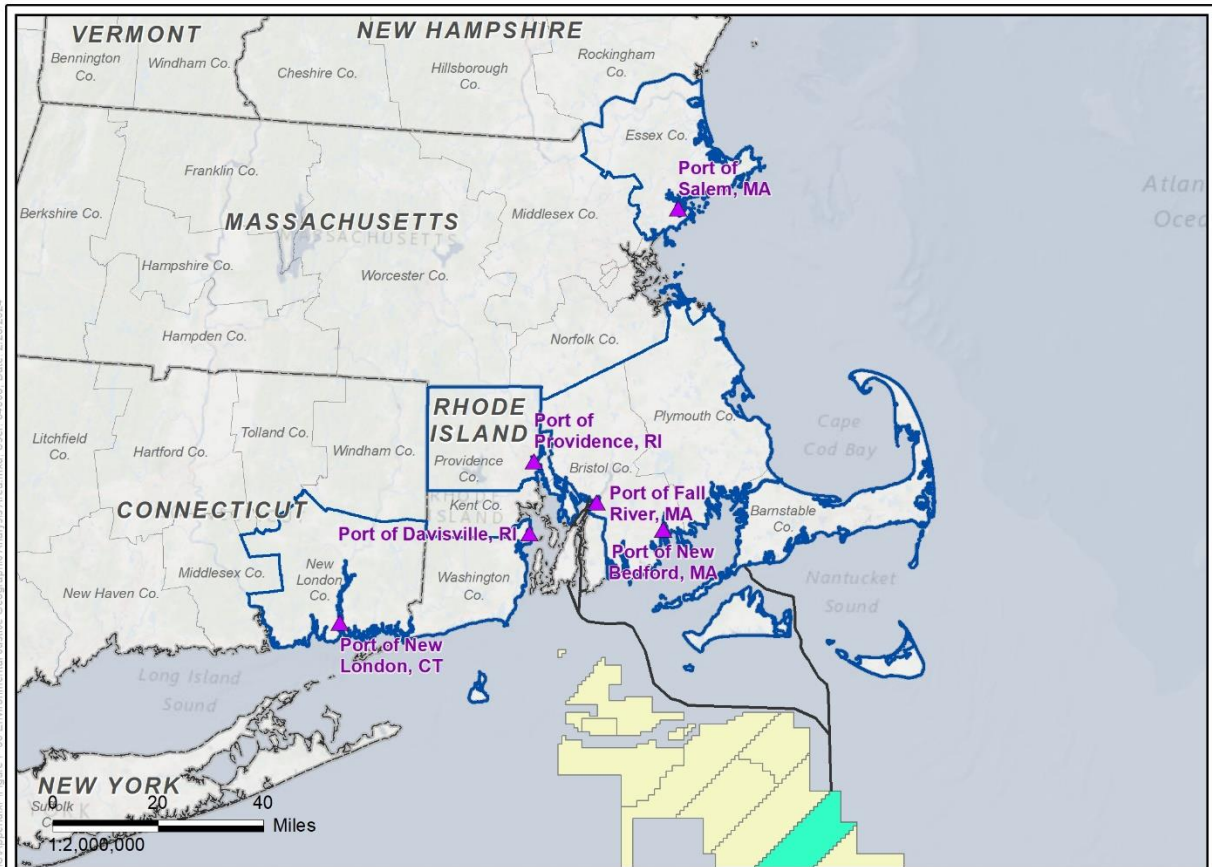 VERMONT
NEW HAMPSHIRE
Bennington
Co.
Windham Co.
Cheshire Co.
Hillsborough
Co.
Rockingham
Co.
Essex Co.
Port of
Salem, MA
Franklin Co.
Berkshire Co.
MASSACHUSETTS
MASSACHUSETTS
Middlesex Co.
Atlan
Ocea
Hampshire Co.
Worcester Co.
Hampden Co.
Norfolk Co.
RHODE
ISLAND
Port of
Providence, RI
Plymouth Co.
Cape
Cod Bay
Litchfield
Co.
Hartford Co.
Tolland Co.
Windham Co.
Providence
Co.
Bristol Co.
CONNECTICUT
Kent Co.
Port of Fall
River, MA
Barnstable
Co.
Port of Davisville, RI
Port of New
Bedford, MA
New
London
Co.
Middlesex Co.
Washington
Co.
New Haven Co.
Nantucket
Sound
Port of New
London, CT
Long Island
Sound
NEW YORK
Suffolk
0 20 40
Miles
1:2,000,000